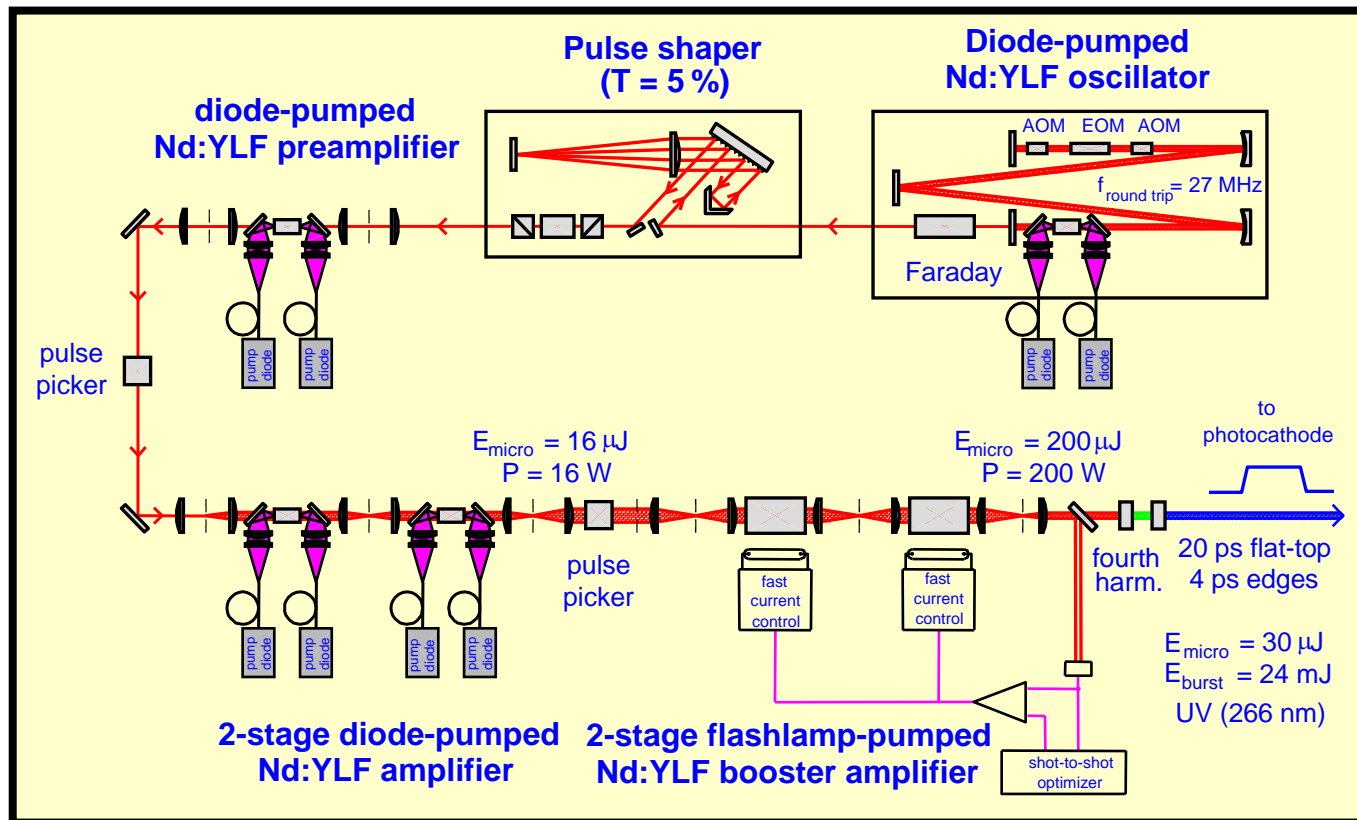 Pulse shaper
(T = 5 %)
Diode-pumped
Nd:YLF oscillator
diode-pumped
Nd:YLF preamplifier
AOM EOM AOM
f round trip = 27 MHz
Faraday
pump diode
pump diode
pump diode
pump diode
pulse
picker
E micro = 16 μJ
P = 16 W
E micro = 200 μJ
P = 200 W
to
photocathode
pulse
picker
fast
current
control
fast
current
control
fourth
harm.
20 ps flat-top
4 ps edges
pump diode
pump diode
pump diode
pump diode
E micro = 30 μJ
E burst = 24 mJ
UV (266 nm)
2-stage diode-pumped
Nd:YLF amplifier
2-stage flashlamp-pumped
Nd:YLF booster amplifier
shot-to-shot
optimizer